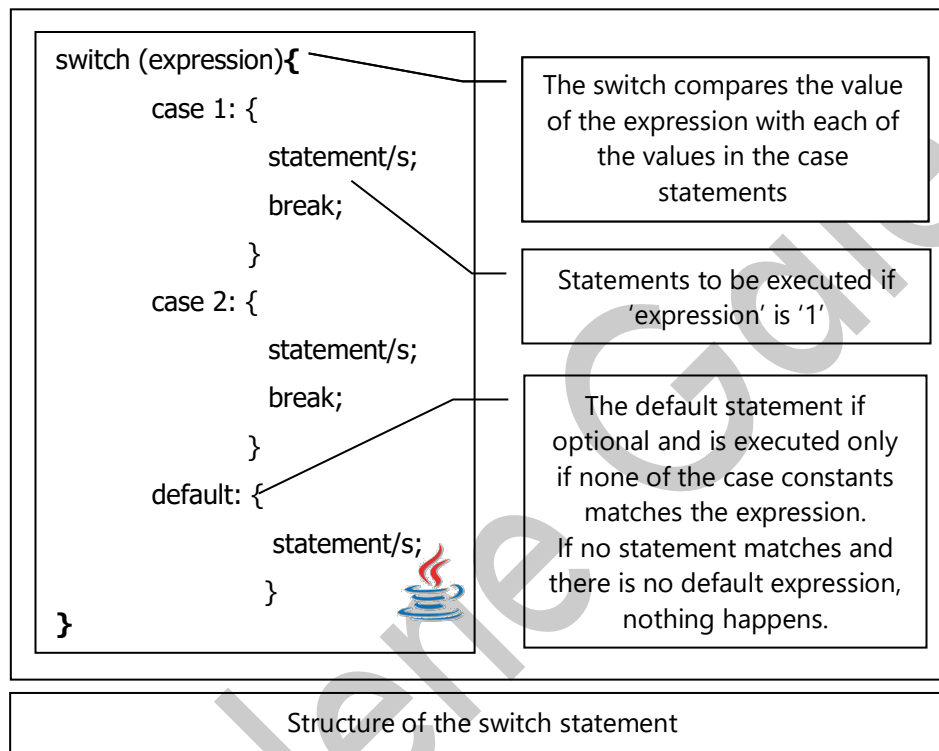 switch (expression){
case 1: {
statement/s;
break;
}
case 2: {
statement/s;
break;
}
default: {
statement/s;
}
}
The switch compares the value
of the expression with each of
the values in the case
statements
Statements to be executed if
'expression' is '1'
The default statement if
optional and is executed only
if none of the case constants
matches the expression.
If no statement matches and
there is no default expression,
nothing happens.
Structure of the switch statement